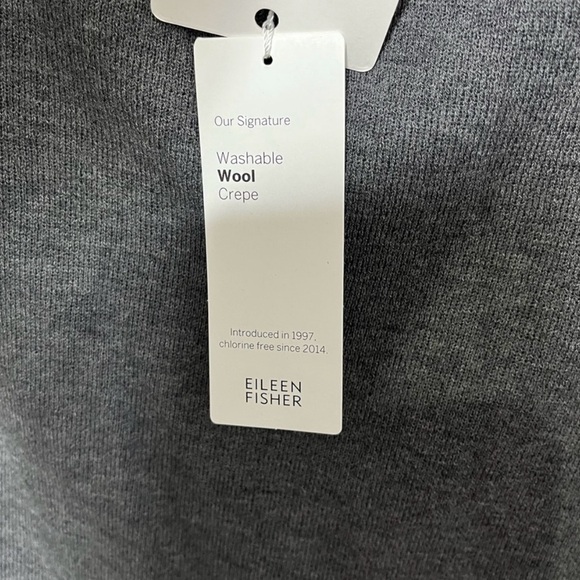 Our Signature
Washable
Wool
Crepe
Introduced in 1997,
chlorine free since 2014.
EILEEN
FISHER